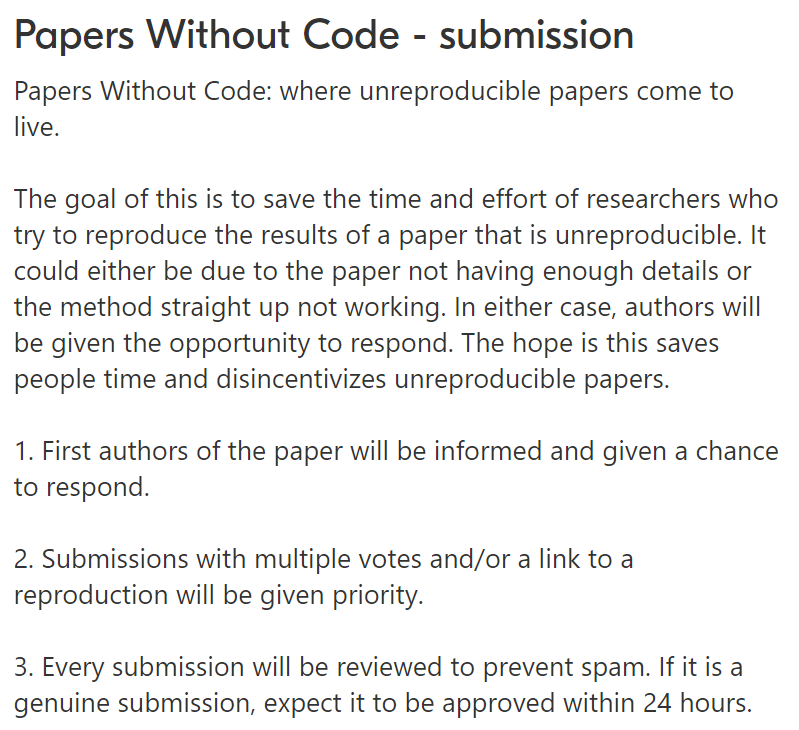 Papers Without Code - submission
Papers Without Code: where unreproducible papers come to
live.
The goal of this is to save the time and effort of researchers who
try to reproduce the results of a paper that is unreproducible. It
could either be due to the paper not having enough details or
the method straight up not working. In either case, authors will
be given the opportunity to respond. The hope is this saves
people time and disincentivizes unreproducible papers.
1. First authors of the paper will be informed and given a chance
to respond.
2. Submissions with multiple votes and/or a link to a
reproduction will be given priority.
3. Every submission will be reviewed to prevent spam. If it is a
genuine submission, expect it to be approved within 24 hours.